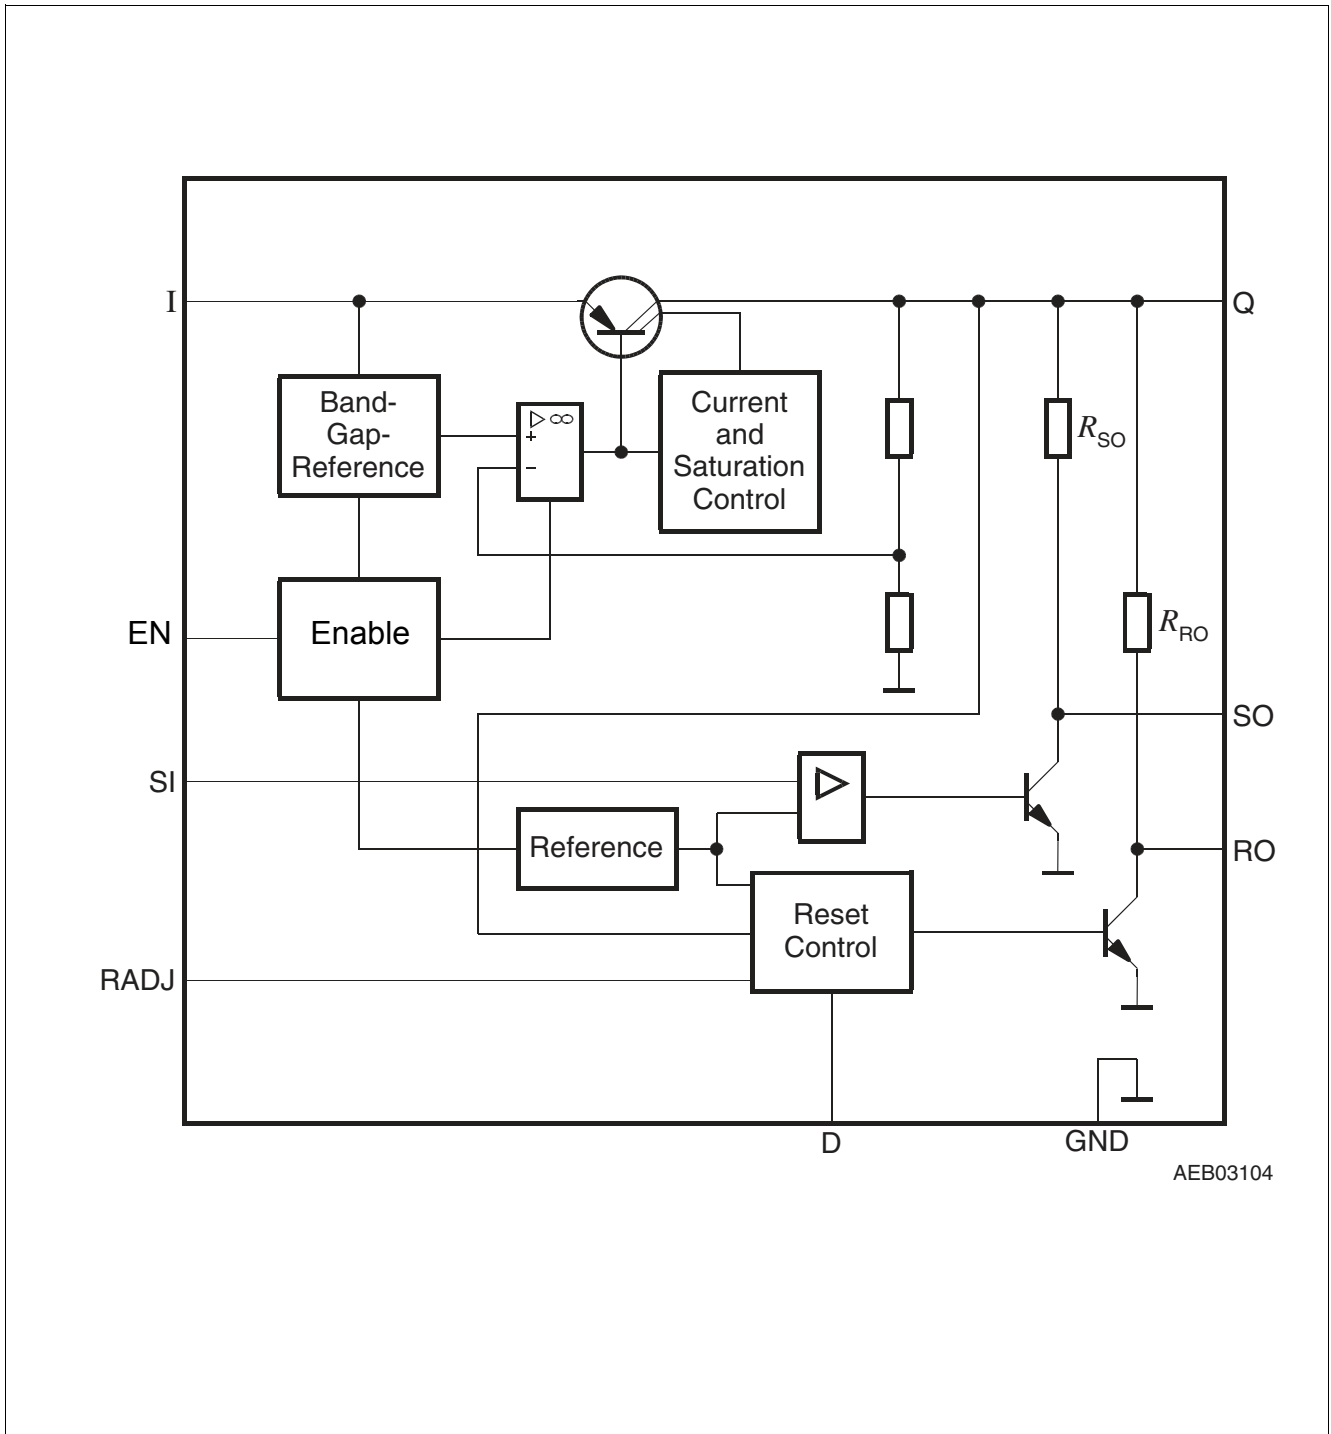 I
Q
Band-
Gap-
Reference
▷ ∞
+
−
Current
and
Saturation
Control
R_SO
EN
Enable
R_RO
SO
SI
Reference
RO
Reset
Control
RADJ
D
GND
AEB03104